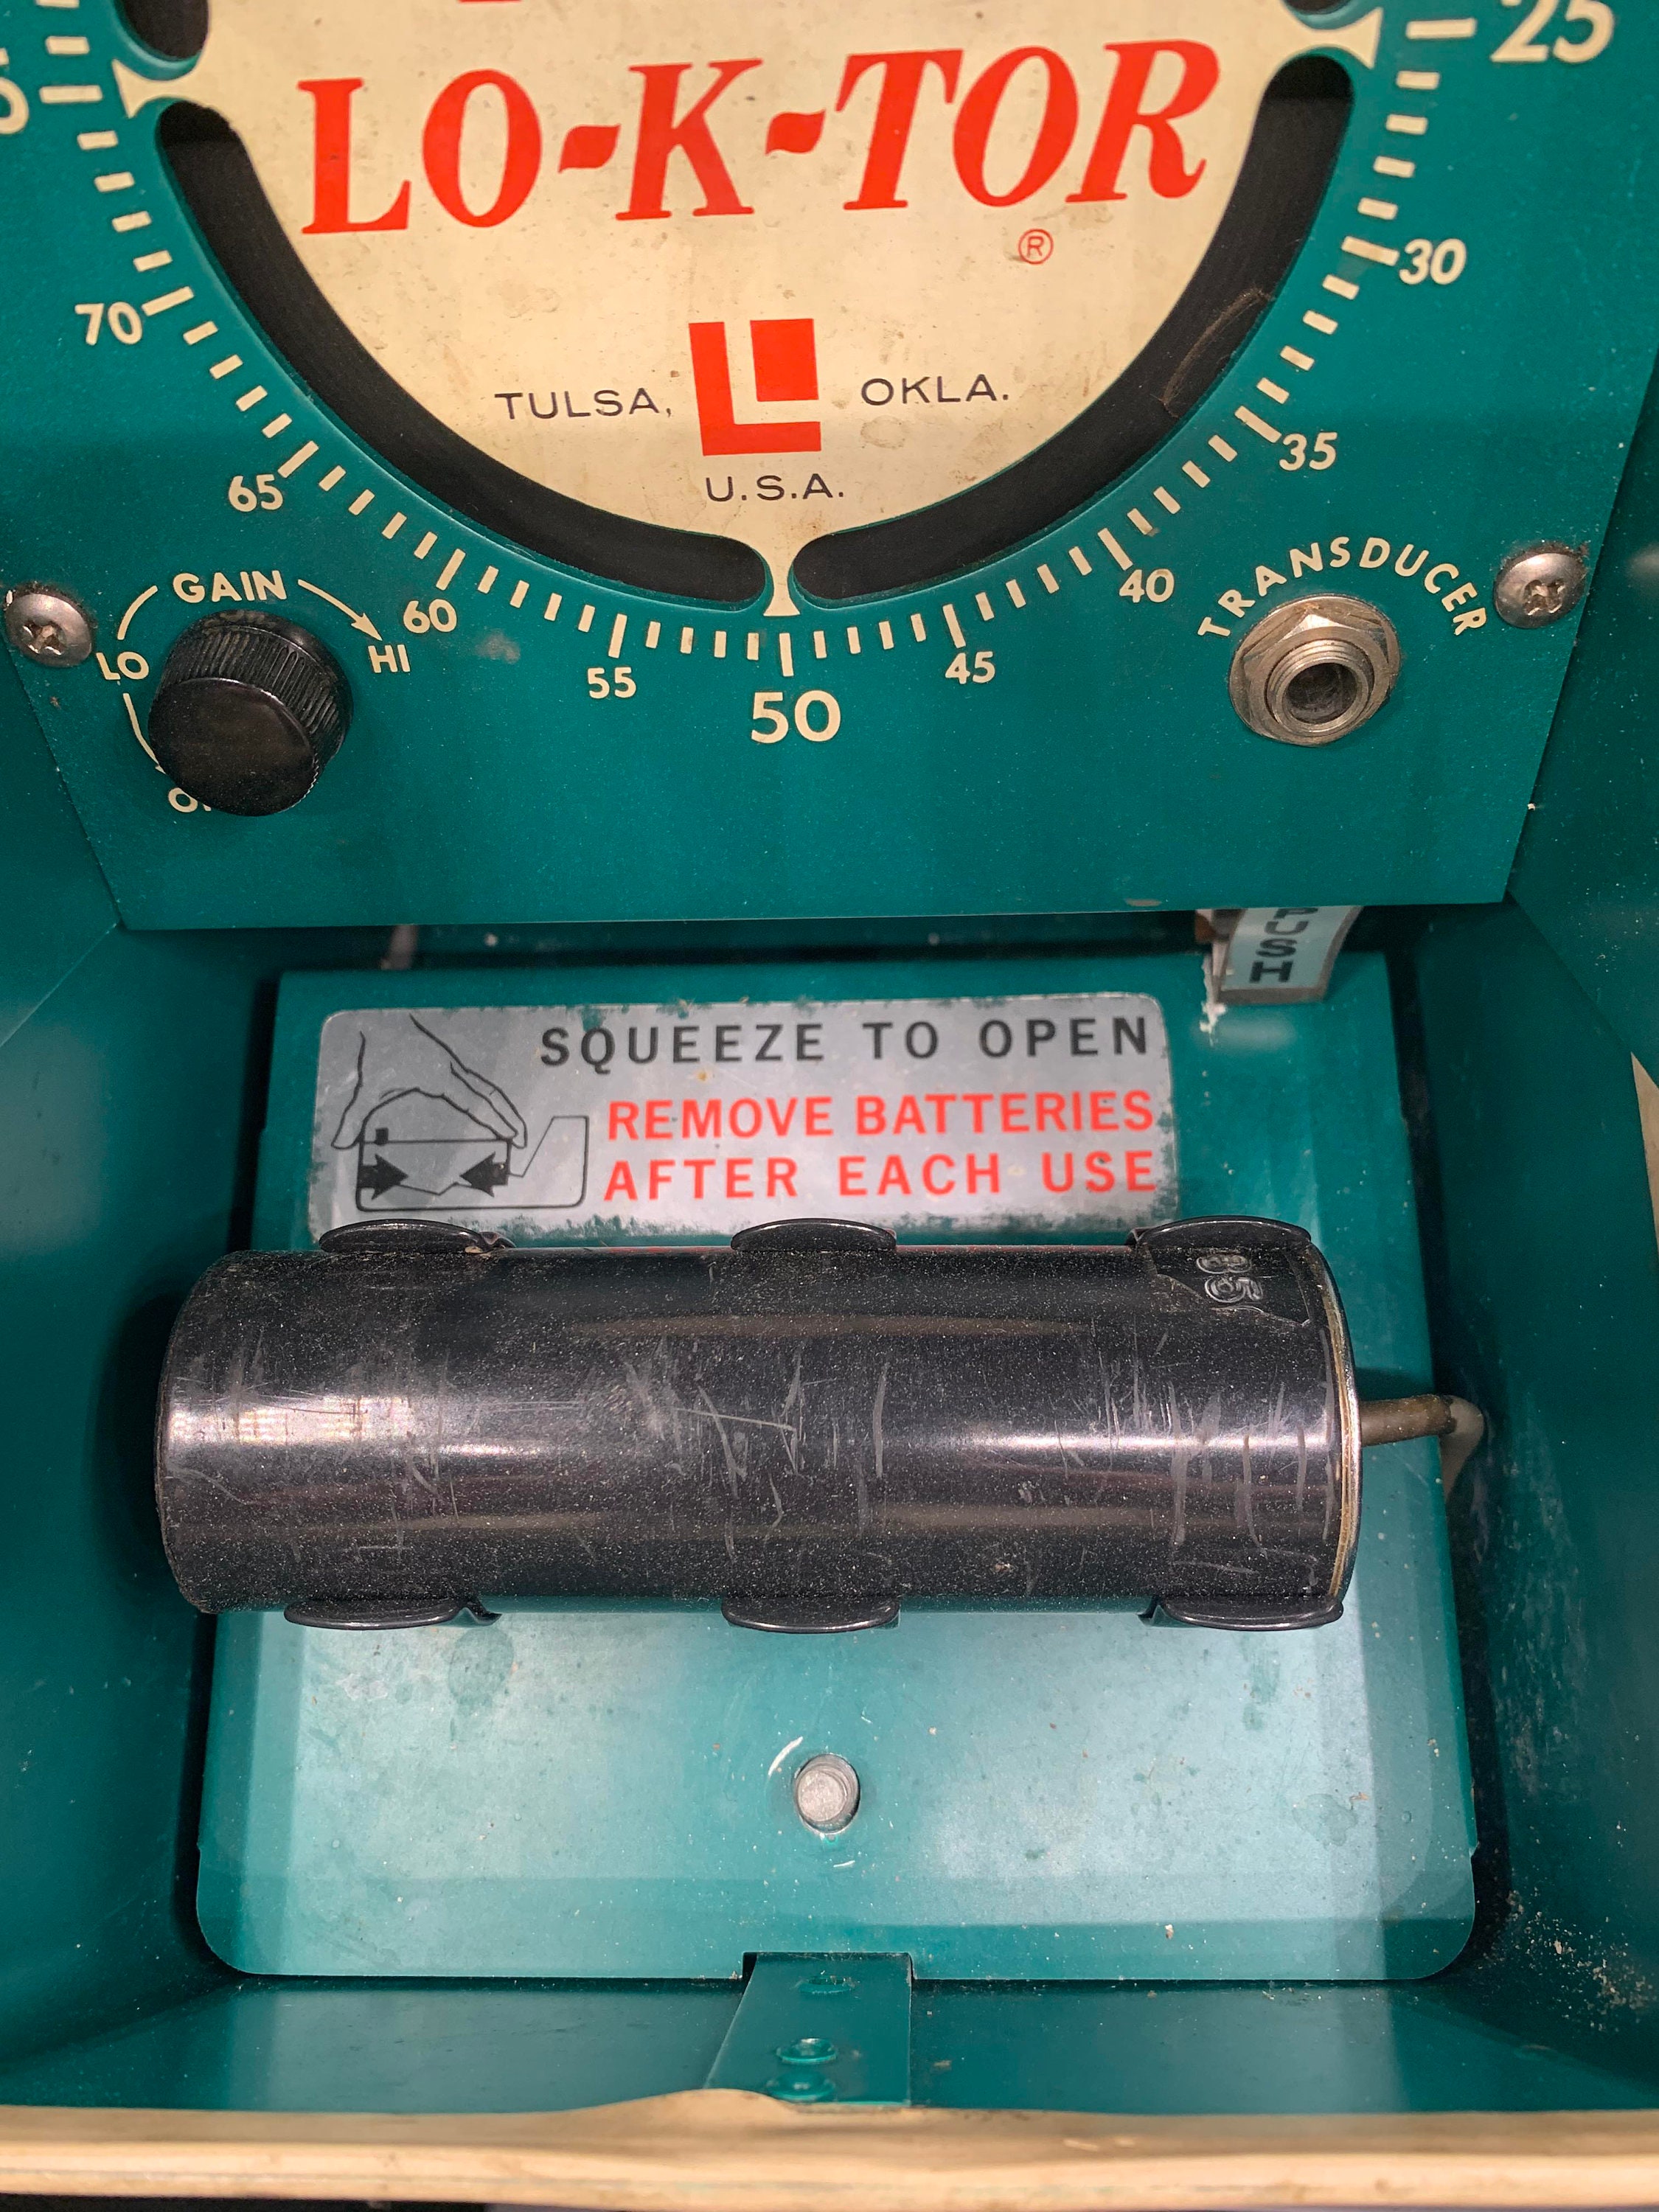 LO-K-TOR
®
TULSA, OKLA.
U.S.A.
25
30
35
40
45
50
55
60
65
70
GAIN
LO
HI
TRANSDUCER
PUSH
SQUEEZE TO OPEN
REMOVE BATTERIES
AFTER EACH USE